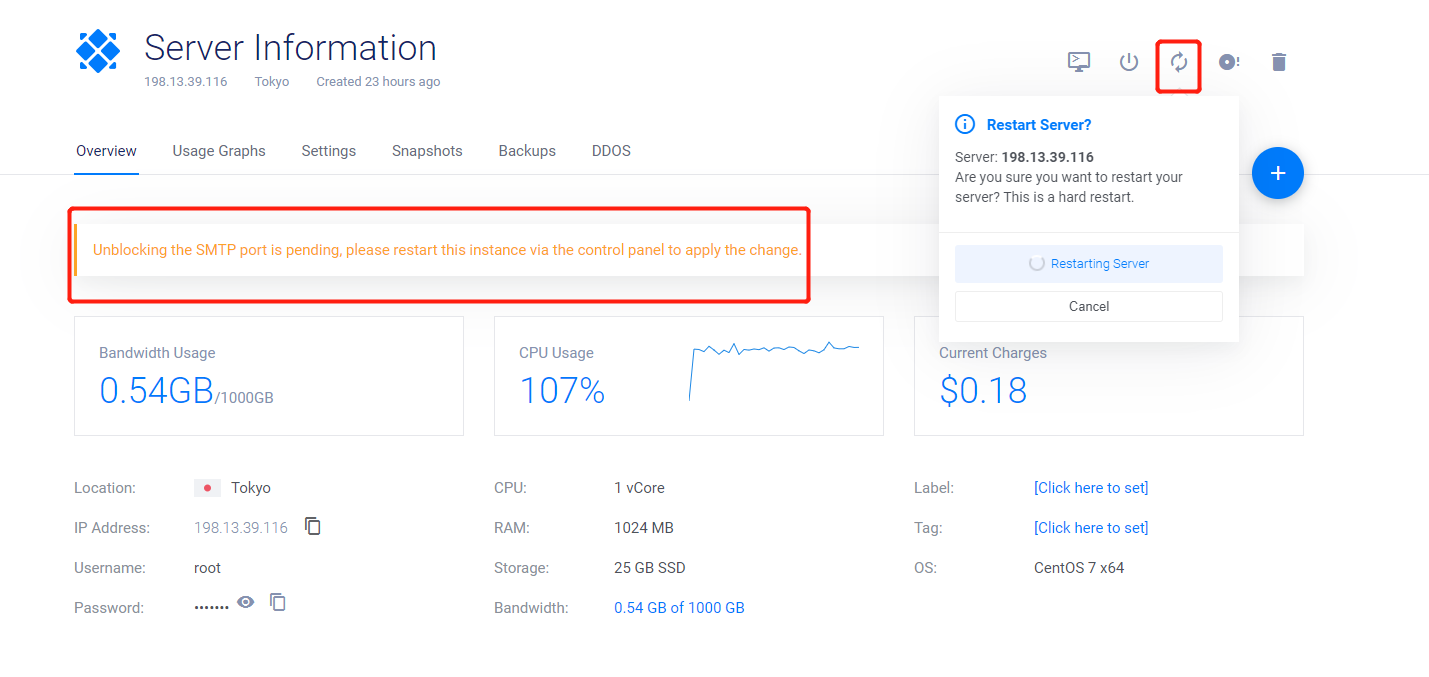 Server Information
198.13.39.116 Tokyo Created 23 hours ago
Overview Usage Graphs Settings Snapshots Backups DDOS
Restart Server?
Server: 198.13.39.116
Are you sure you want to restart your
server? This is a hard restart.
Restarting Server
Cancel
Unblocking the SMTP port is pending, please restart this instance via the control panel to apply the change.
Bandwidth Usage
0.54GB/1000GB
CPU Usage
107%
Current Charges
$0.18
Location: Tokyo
IP Address: 198.13.39.116
Username: root
Password: •••••••
CPU: 1 vCore
RAM: 1024 MB
Storage: 25 GB SSD
Bandwidth: 0.54 GB of 1000 GB
Label: [Click here to set]
Tag: [Click here to set]
OS: CentOS 7 x64